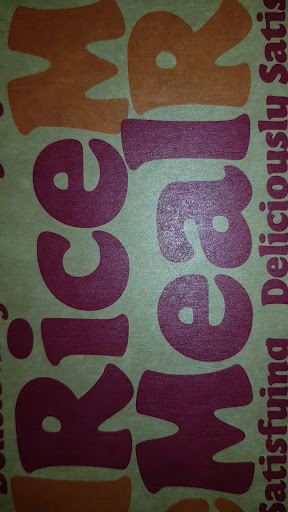 Rice M
Meal R
Satisfying Deliciously Satis